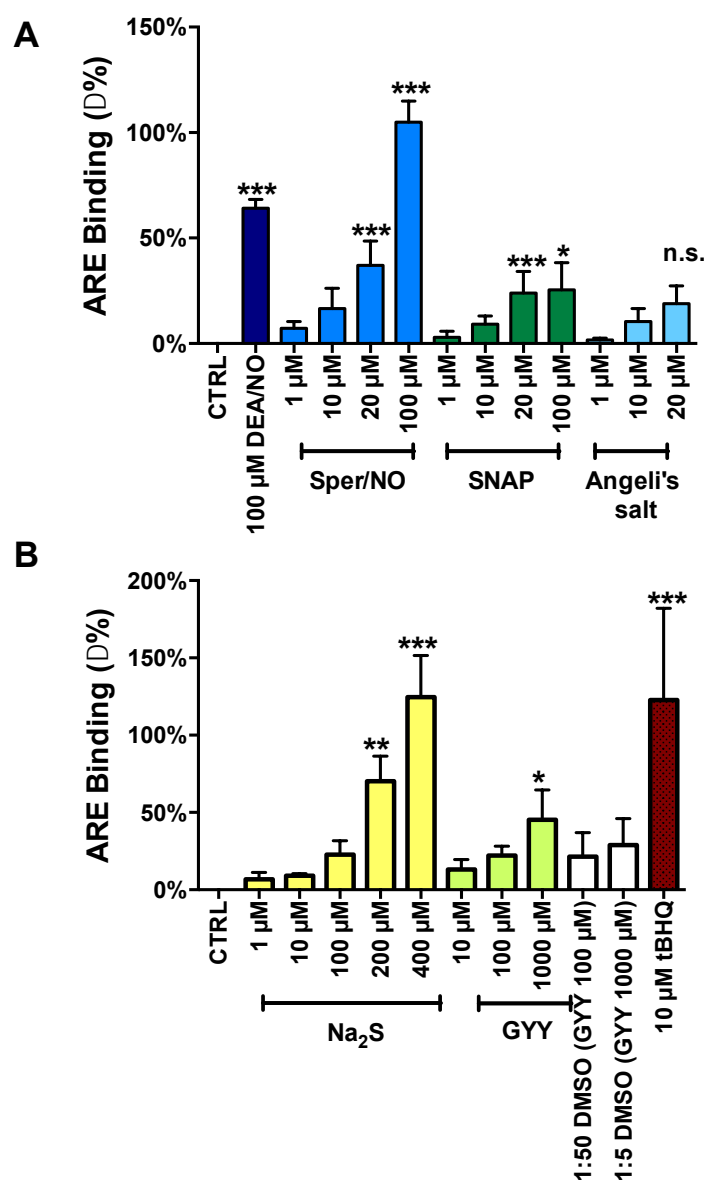 A
ARE Binding (D%)
150%
100%
50%
0%
***
***
***
***
*
n.s.
CTRL
100 µM DEA/NO
1 µM
10 µM
20 µM
100 µM
1 µM
10 µM
20 µM
100 µM
1 µM
10 µM
20 µM
Sper/NO
SNAP
Angeli's
salt
B
ARE Binding (D%)
200%
150%
100%
50%
0%
**
***
*
***
CTRL
1 µM
10 µM
100 µM
200 µM
400 µM
10 µM
100 µM
1000 µM
1:50 DMSO (GYY 100 µM)
1:5 DMSO (GYY 1000 µM)
10 µM tBHQ
Na₂S
GYY